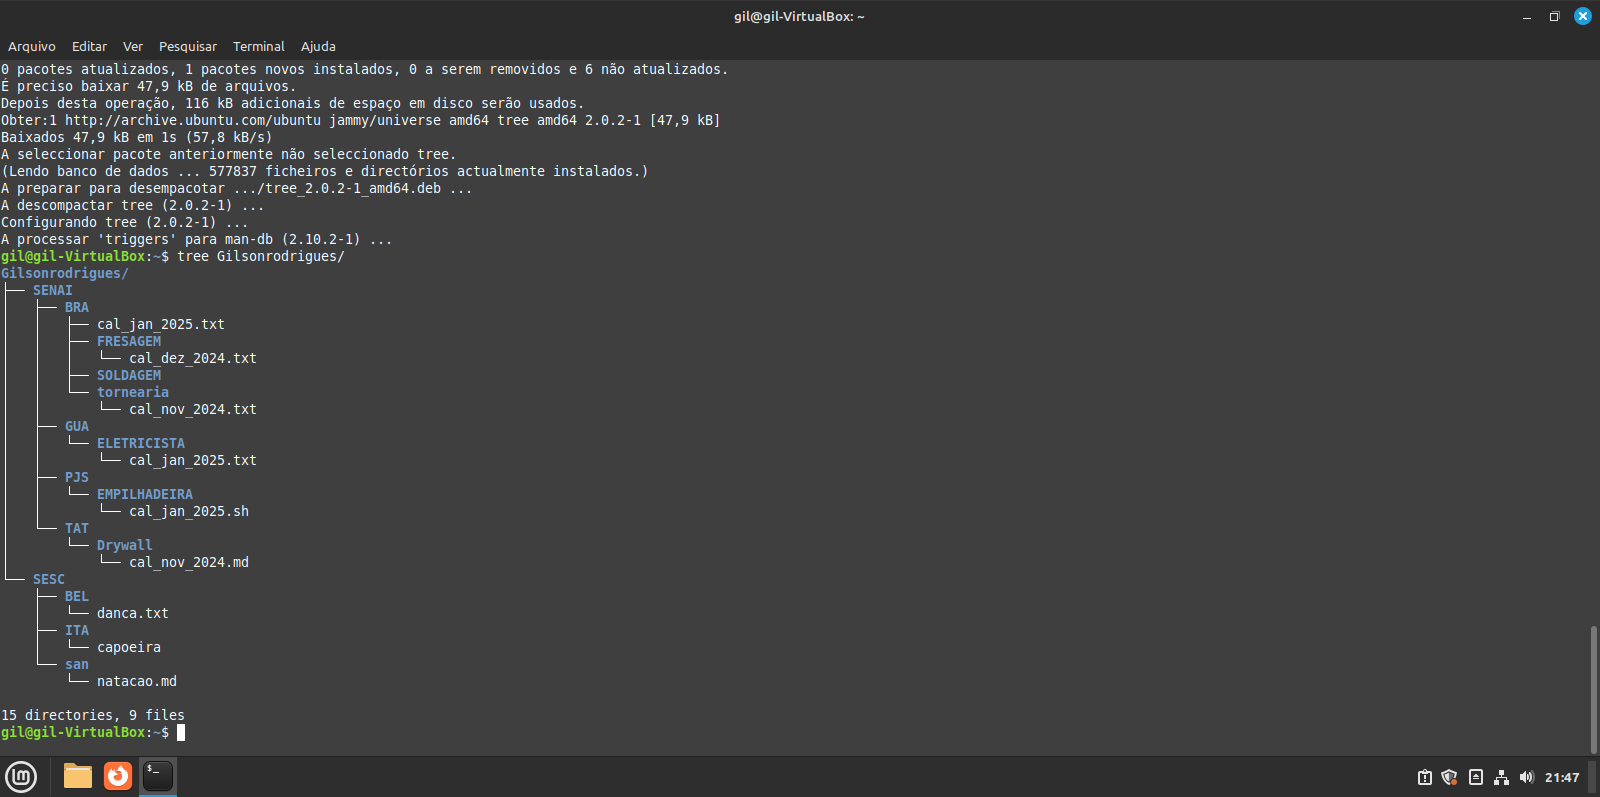 gil@gil-VirtualBox: ~
Arquivo Editar Ver Pesquisar Terminal Ajuda
0 pacotes atualizados, 1 pacotes novos instalados, 0 a serem removidos e 6 não atualizados.
É preciso baixar 47,9 kB de arquivos.
Depois desta operação, 116 kB adicionais de espaço em disco serão usados.
Obter:1 http://archive.ubuntu.com/ubuntu jammy/universe amd64 tree amd64 2.0.2-1 [47,9 kB]
Baixados 47,9 kB em 1s (57,8 kB/s)
A seleccionar pacote anteriormente não seleccionado tree.
(Lendo banco de dados ... 577837 ficheiros e directórios actualmente instalados.)
A preparar para desempacotar .../tree_2.0.2-1_amd64.deb ...
A descompactar tree (2.0.2-1) ...
Configurando tree (2.0.2-1) ...
A processar 'triggers' para man-db (2.10.2-1) ...
gil@gil-VirtualBox:~$ tree Gilsonrodrigues/
Gilsonrodrigues/
├── SENAI
│   ├── BRA
│   │   ├── cal_jan_2025.txt
│   │   ├── FRESAGEM
│   │   │   └── cal_dez_2024.txt
│   │   ├── SOLDAGEM
│   │   └── tornearia
│   │       └── cal_nov_2024.txt
│   ├── GUA
│   │   └── ELETRICISTA
│   │       └── cal_jan_2025.txt
│   ├── PJS
│   │   └── EMPILHADEIRA
│   │       └── cal_jan_2025.sh
│   └── TAT
│       └── Drywall
│           └── cal_nov_2024.md
└── SESC
    ├── BEL
    │   └── danca.txt
    ├── ITA
    │   └── capoeira
    └── san
        └── natacao.md
15 directories, 9 files
gil@gil-VirtualBox:~$
21:47